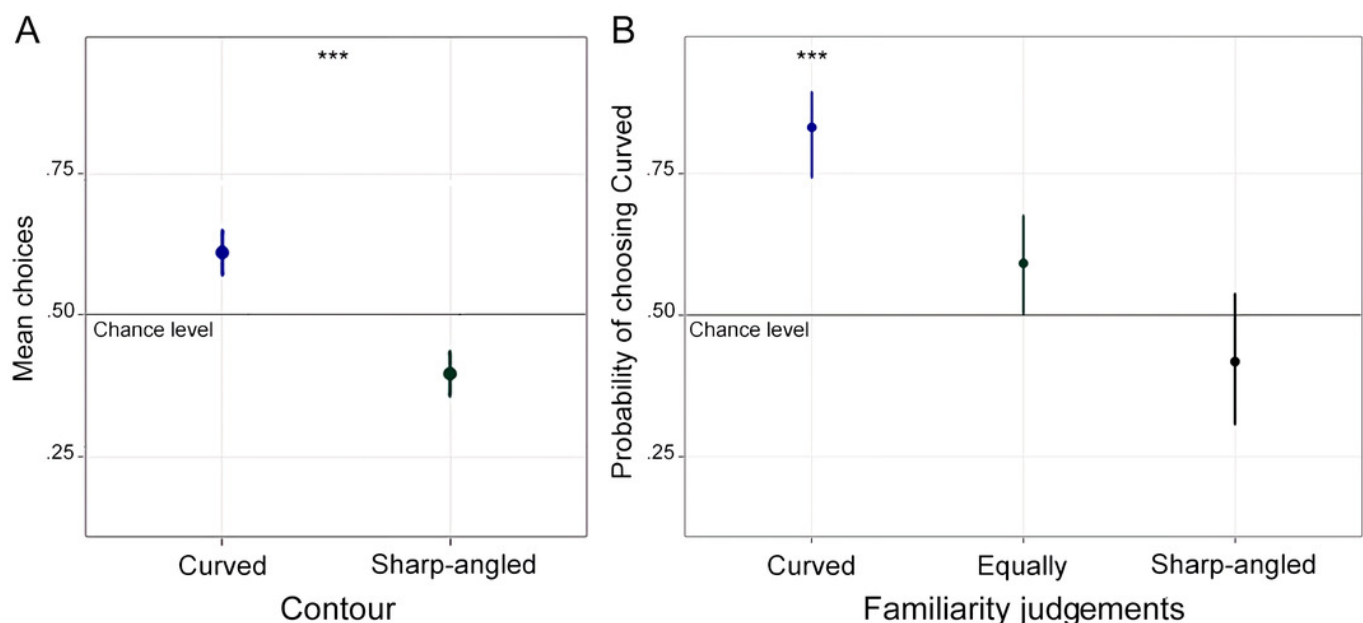 A
***
.75
.50
.25
Chance level
Mean choices
Curved
Sharp-angled
Contour
B
***
.75
.50
.25
Chance level
Probability of choosing Curved
Curved
Equally
Sharp-angled
Familiarity judgements